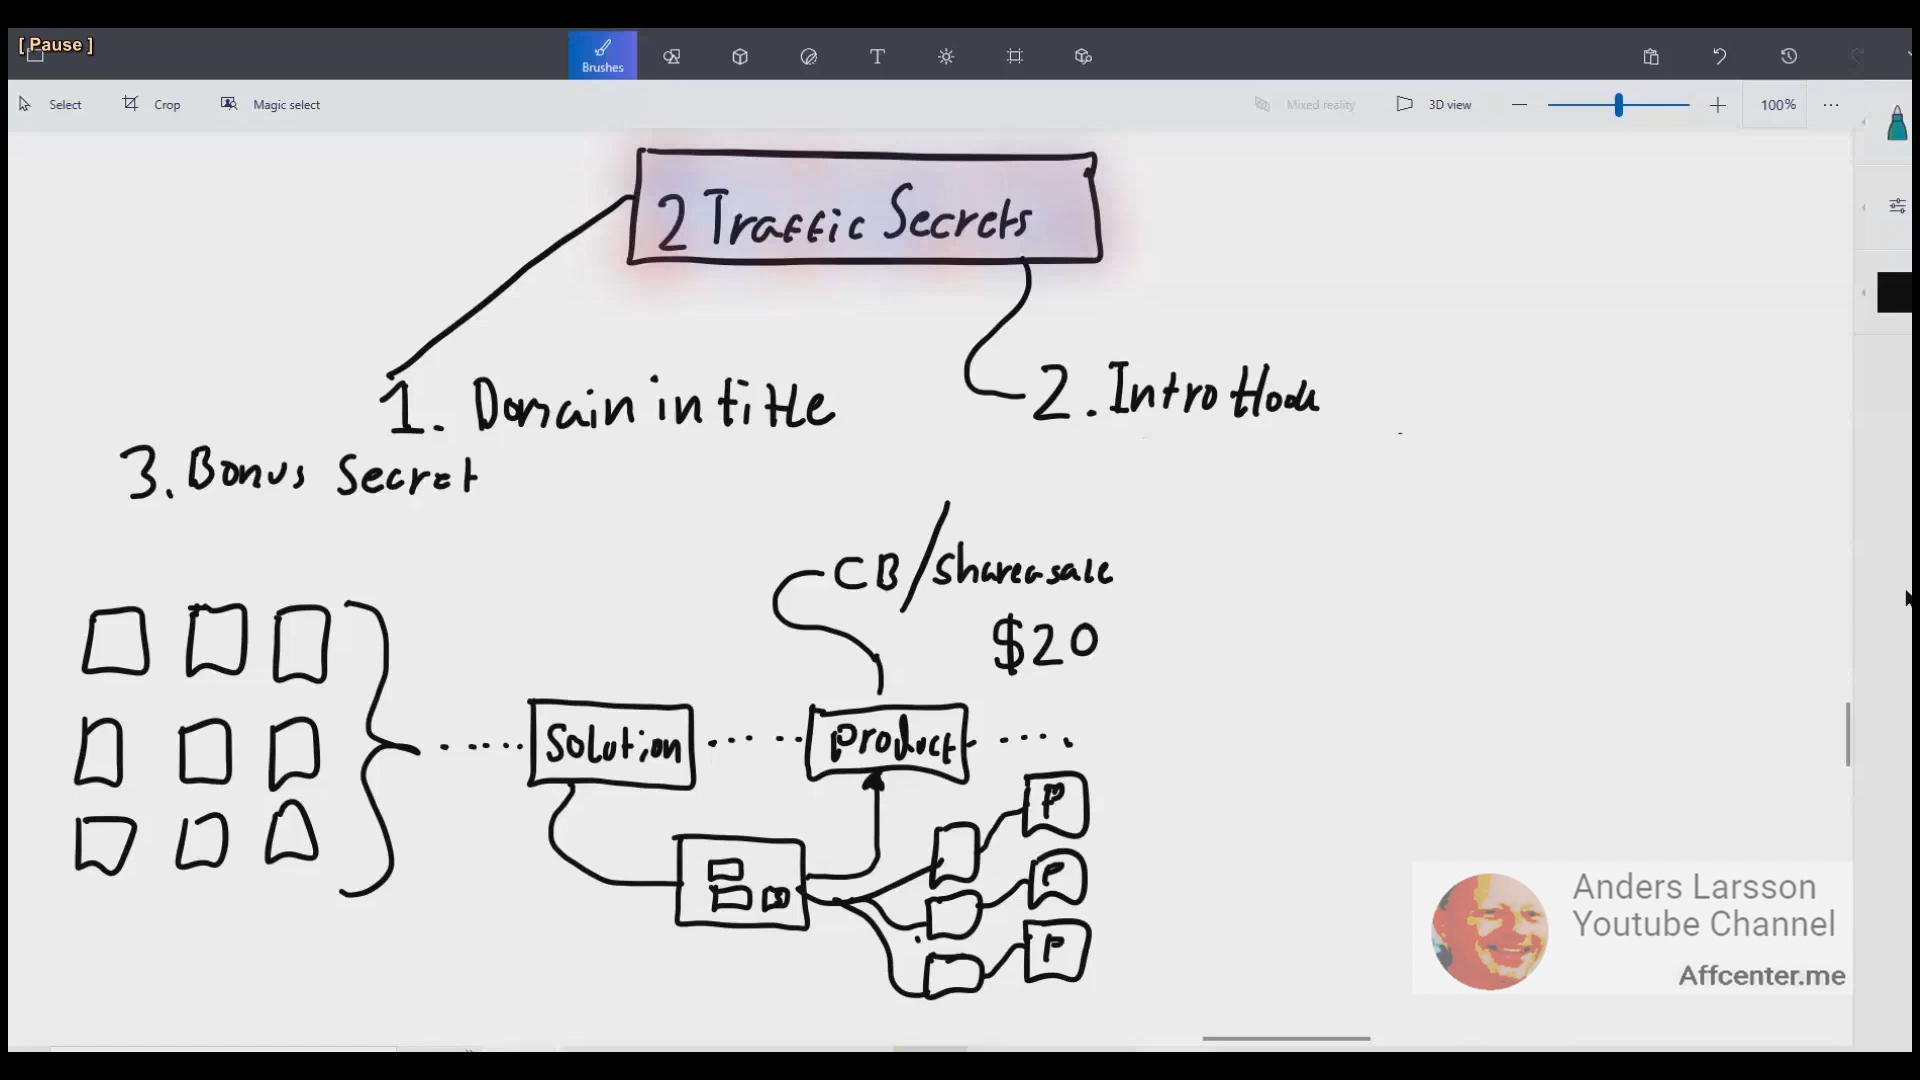 [ Pause ]
Brushes
Select
Crop
Magic select
Mixed reality
3D view
100%
2 Traffic Secrets
1. Domain in title
2. Intro Hook
3. Bonus Secret
CB/Shareasale
$20
Solution
Product
P
P
P
Anders Larsson
Youtube Channel
Affcenter.me